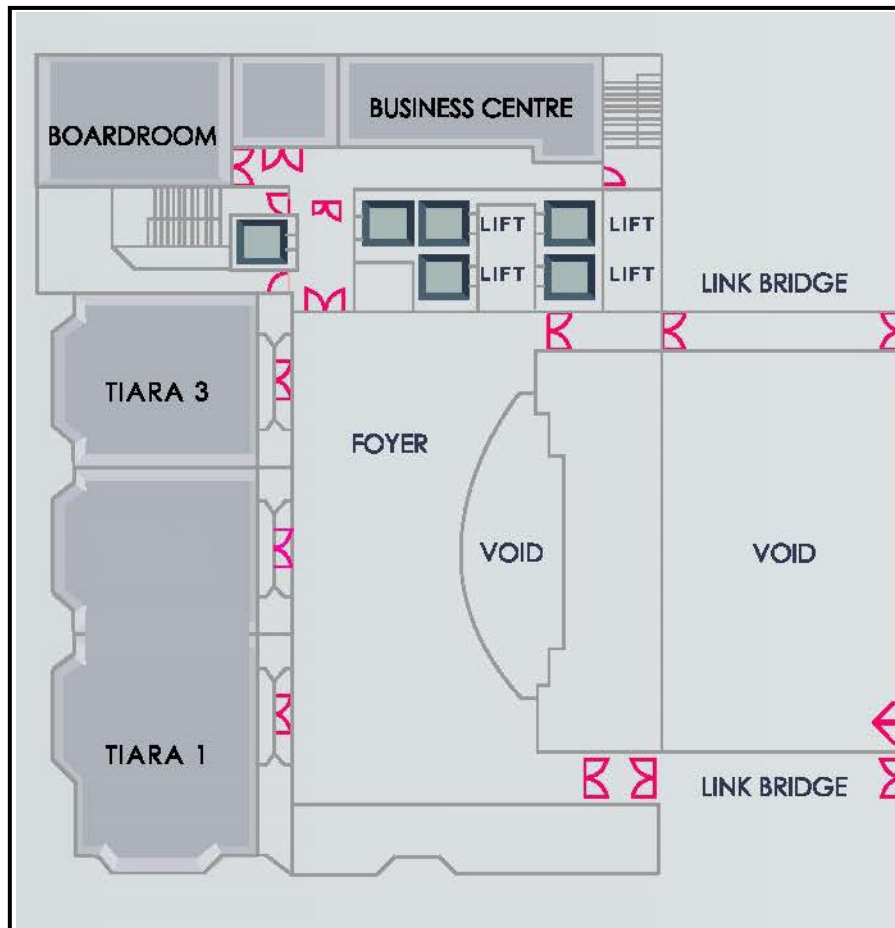 BUSINESS CENTRE
BOARDROOM
LIFT
LIFT
LIFT
LIFT
LINK BRIDGE
TIARA 3
FOYER
VOID
VOID
TIARA 1
LINK BRIDGE